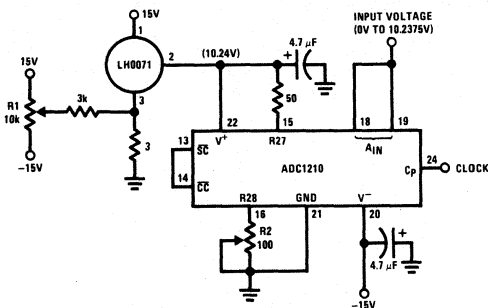 15V
1
LH0071
2
(10.24V)
4.7 μF
+
INPUT VOLTAGE
(0V TO 10.2375V)
15V
R1
10k
-15V
3k
3
3
50
22
15
18
19
V+
R27
AIN
13
SC
14
CC
ADC1210
CP
24
CLOCK
R28
GND
V−
16
21
20
R2
100
4.7 μF
+
-15V